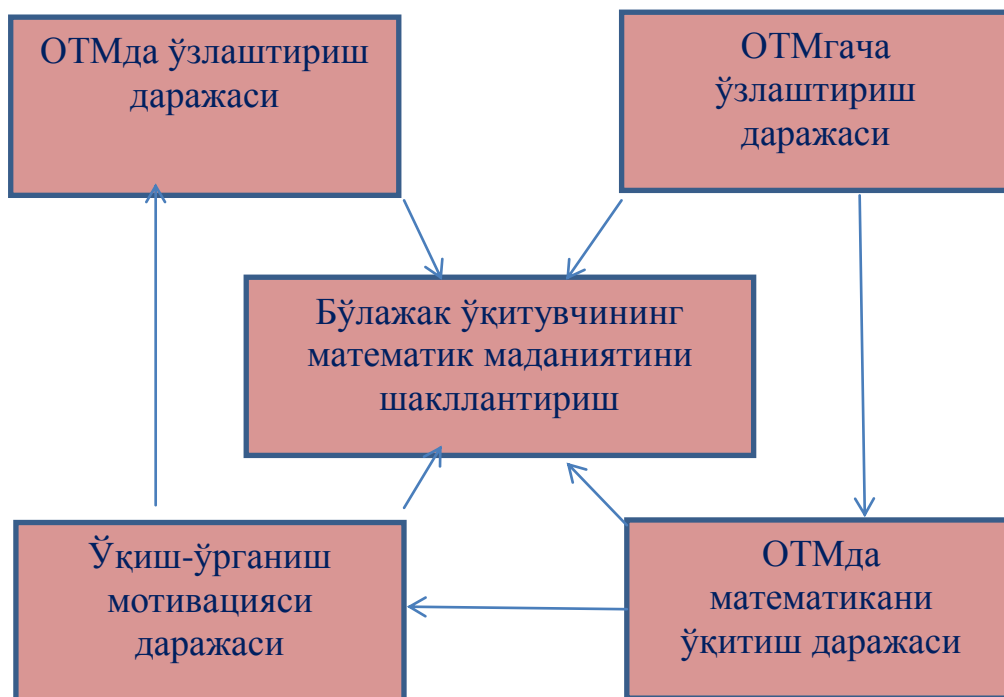 ОТМда ўзлаштириш
даражаси
ОТМгача
ўзлаштириш
даражаси
Бўлажак ўқитувчининг
математик маданиятини
шакллантириш
Ўқиш-ўрганиш
мотивацияси
даражаси
ОТМда
математикани
ўқитиш даражаси